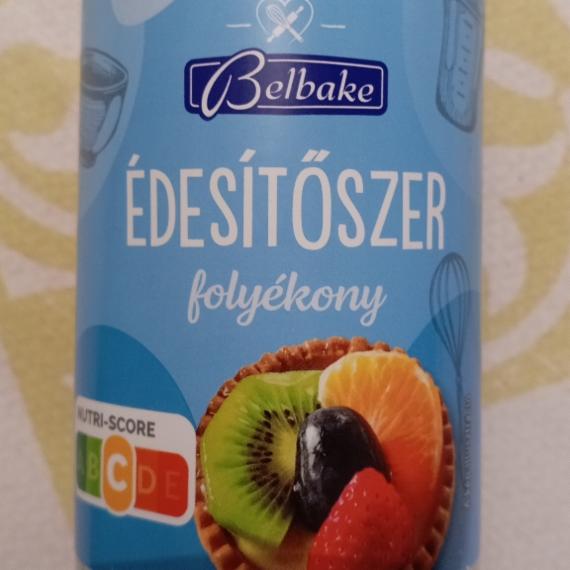 Belbake
ÉDESÍTŐSZER
folyékony
NUTRI-SCORE
A B C D E